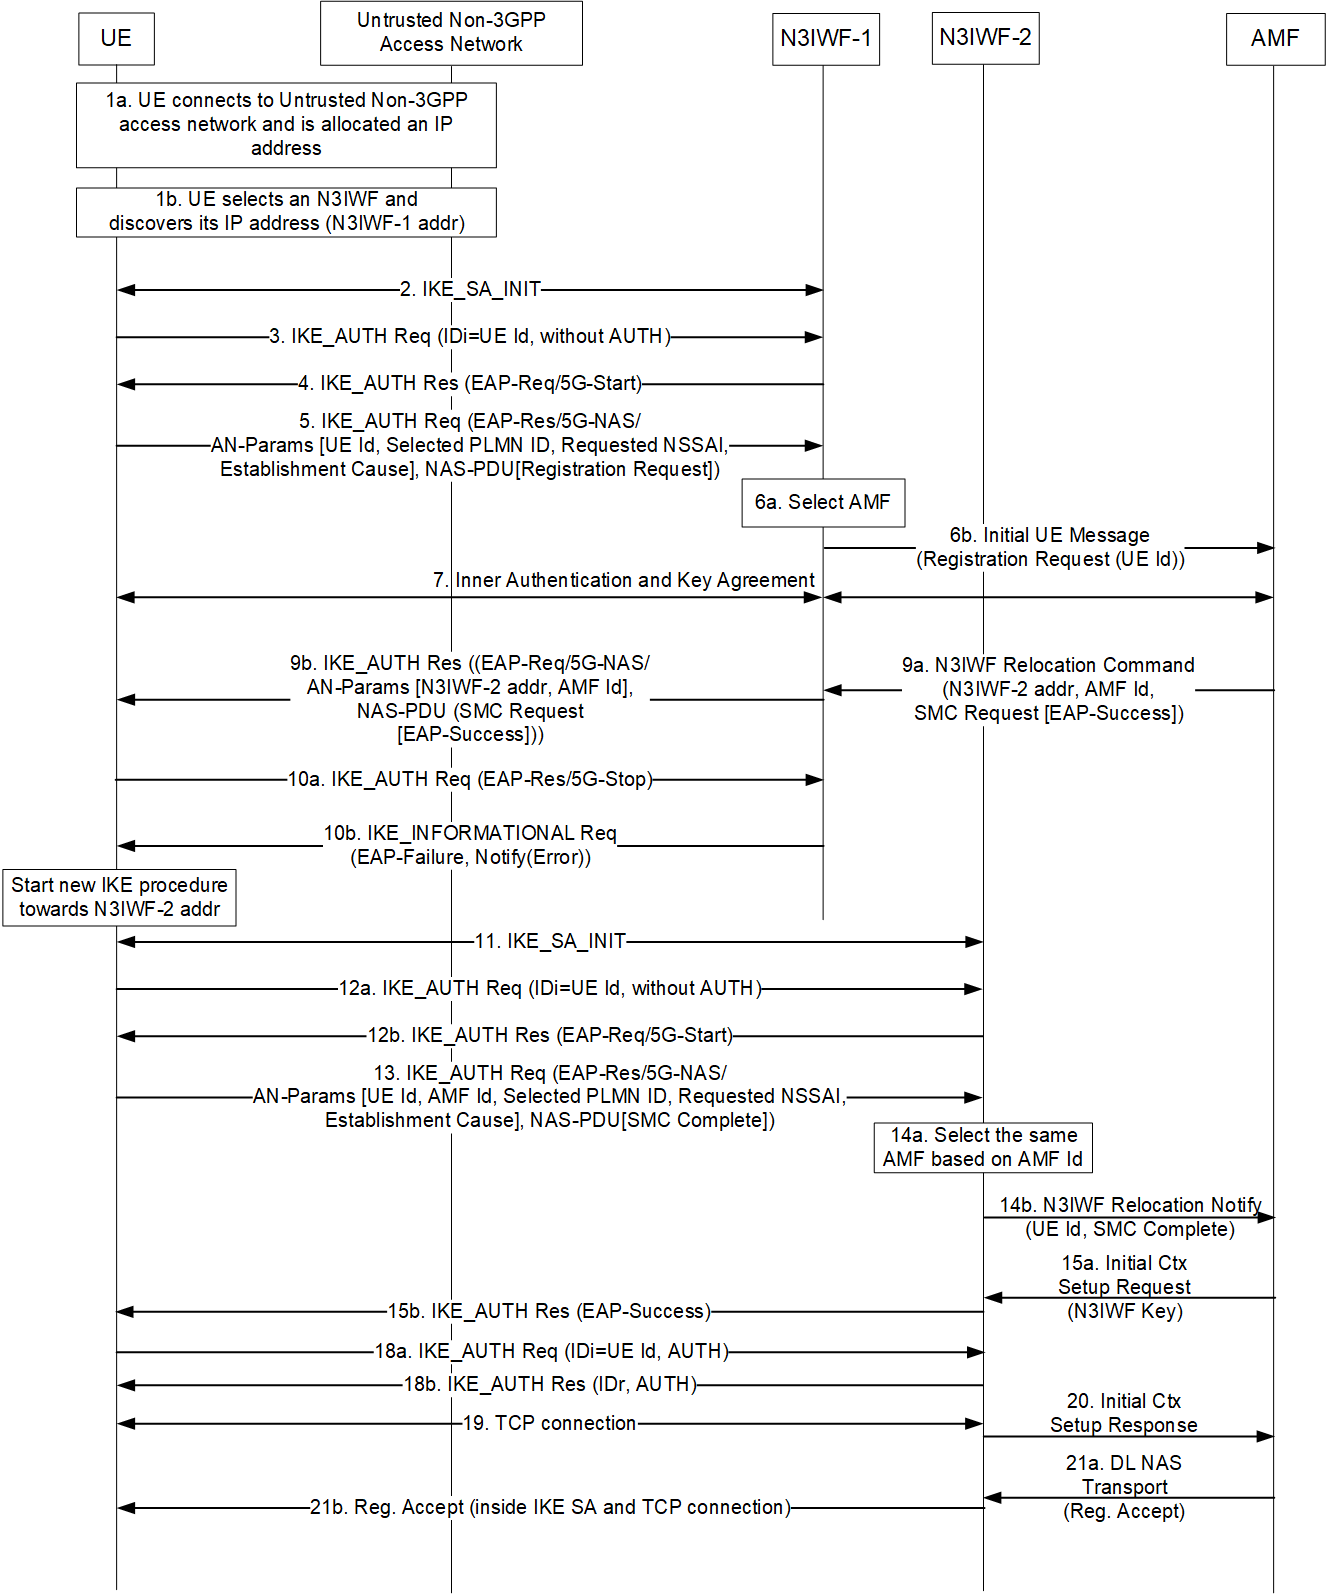 UE
Untrusted Non-3GPP
Access Network
N3IWF-1
N3IWF-2
AMF
1a. UE connects to Untrusted Non-3GPP
access network and is allocated an IP
address
1b. UE selects an N3IWF and
discovers its IP address (N3IWF-1 addr)
2. IKE_SA_INIT
3. IKE_AUTH Req (IDi=UE Id, without AUTH)
4. IKE_AUTH Res (EAP-Req/5G-Start)
5. IKE_AUTH Req (EAP-Res/5G-NAS/
AN-Params [UE Id, Selected PLMN ID, Requested NSSAI,
Establishment Cause], NAS-PDU[Registration Request])
6a. Select AMF
6b. Initial UE Message
(Registration Request (UE Id))
7. Inner Authentication and Key Agreement
9a. N3IWF Relocation Command
(N3IWF-2 addr, AMF Id,
SMC Request [EAP-Success])
9b. IKE_AUTH Res ((EAP-Req/5G-NAS/
AN-Params [N3IWF-2 addr, AMF Id],
NAS-PDU (SMC Request
[EAP-Success]))
10a. IKE_AUTH Req (EAP-Res/5G-Stop)
10b. IKE_INFORMATIONAL Req
(EAP-Failure, Notify(Error))
Start new IKE procedure
towards N3IWF-2 addr
11. IKE_SA_INIT
12a. IKE_AUTH Req (IDi=UE Id, without AUTH)
12b. IKE_AUTH Res (EAP-Req/5G-Start)
13. IKE_AUTH Req (EAP-Res/5G-NAS/
AN-Params [UE Id, AMF Id, Selected PLMN ID, Requested NSSAI,
Establishment Cause], NAS-PDU[SMC Complete])
14a. Select the same
AMF based on AMF Id
14b. N3IWF Relocation Notify
(UE Id, SMC Complete)
15a. Initial Ctx
Setup Request
(N3IWF Key)
15b. IKE_AUTH Res (EAP-Success)
18a. IKE_AUTH Req (IDi=UE Id, AUTH)
18b. IKE_AUTH Res (IDr, AUTH)
19. TCP connection
20. Initial Ctx
Setup Response
21a. DL NAS
Transport
(Reg. Accept)
21b. Reg. Accept (inside IKE SA and TCP connection)